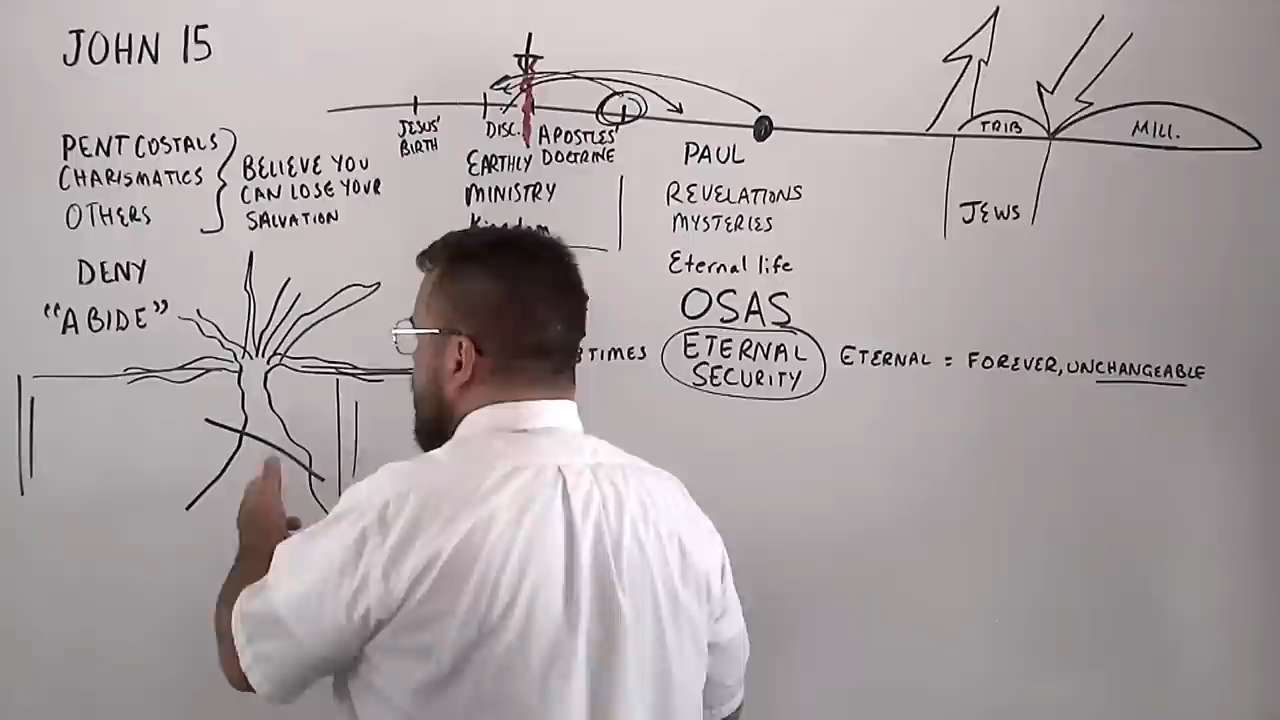 JOHN 15
PENTCOSTALS
CHARISMATICS
OTHERS
BELIEVE YOU
CAN LOSE YOUR
SALVATION
DENY
"ABIDE"
JESUS'
BIRTH
DISC.
APOSTLES'
DOCTRINE
EARTHLY
MINISTRY
Kingdom
PAUL
REVELATIONS
MYSTERIES
Eternal life
OSAS
TIMES
ETERNAL
SECURITY
ETERNAL = FOREVER, UNCHANGEABLE
TRIB
MILL.
JEWS